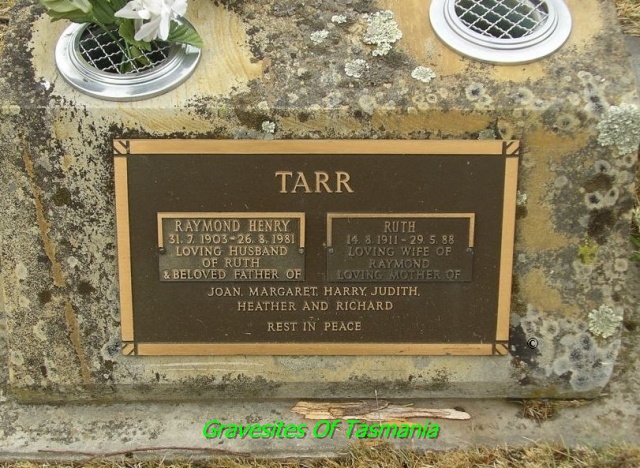 TARR
RAYMOND HENRY
31. 7. 1903 - 26. 8. 1981
LOVING HUSBAND
OF RUTH
& BELOVED FATHER OF
RUTH
14. 8. 1911 - 29. 5. 88
LOVING WIFE OF
RAYMOND
LOVING MOTHER OF
JOAN, MARGARET, HARRY, JUDITH,
HEATHER AND RICHARD
REST IN PEACE
©
Gravesites Of Tasmania